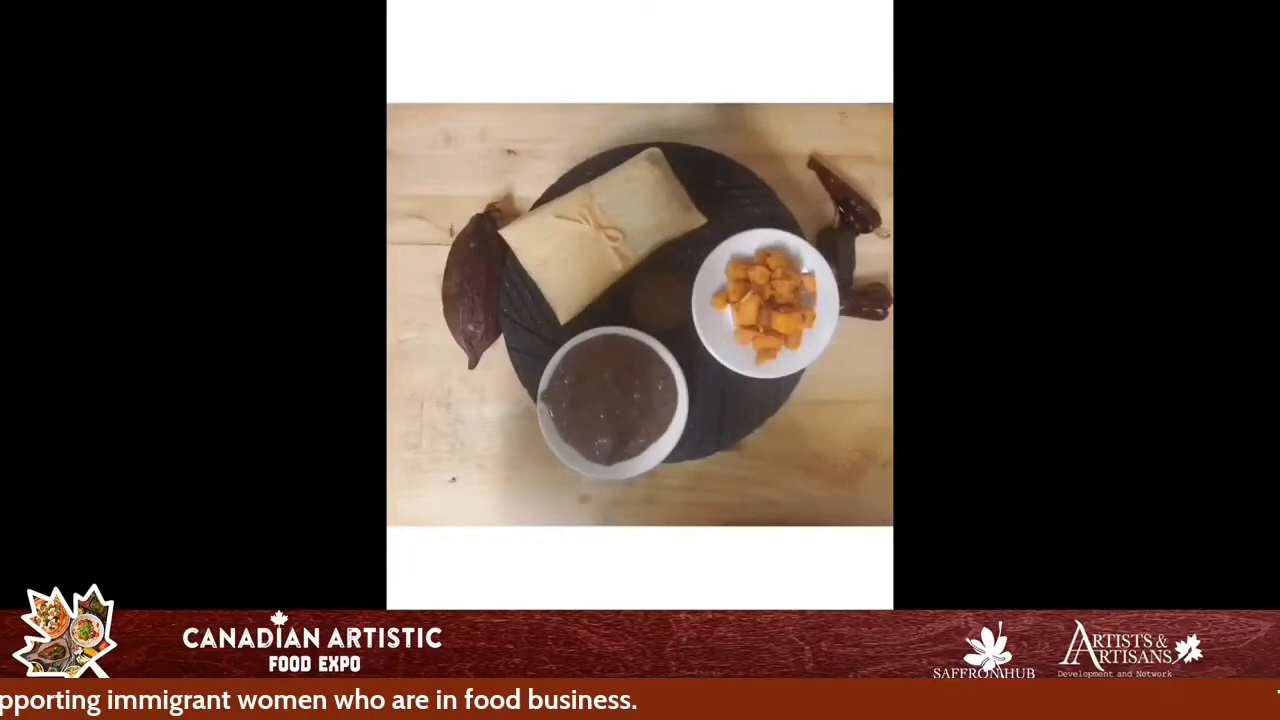 CANADIAN ARTISTIC
FOOD EXPO
SAFFRON HUB
ARTISTS &
ARTISANS
Development and Network
pporting immigrant women who are in food business.